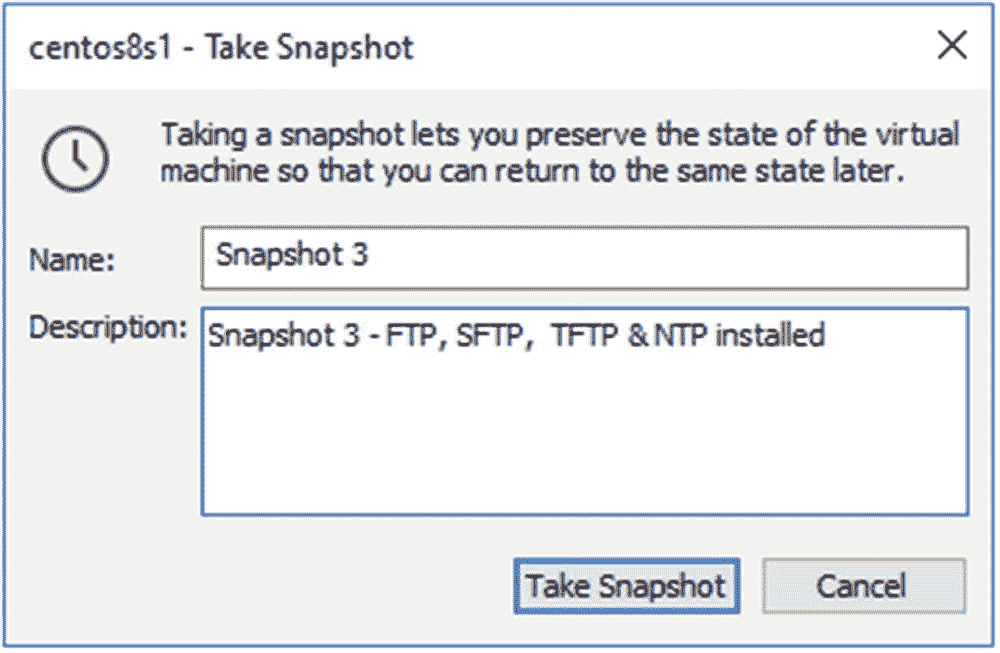 centos8s1 - Take Snapshot
Taking a snapshot lets you preserve the state of the virtual
machine so that you can return to the same state later.
Name:
Snapshot 3
Description:
Snapshot 3 - FTP, SFTP, TFTP & NTP installed
Take Snapshot
Cancel